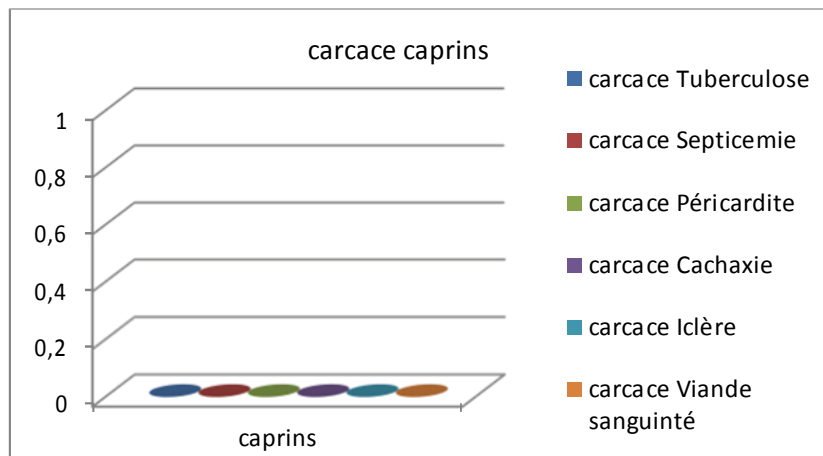 carcace caprins
1
0,8
0,6
0,4
0,2
0
caprins
carcace Tuberculose
carcace Septicemie
carcace Péricardite
carcace Cachaxie
carcace Iclère
carcace Viande
sanguinté